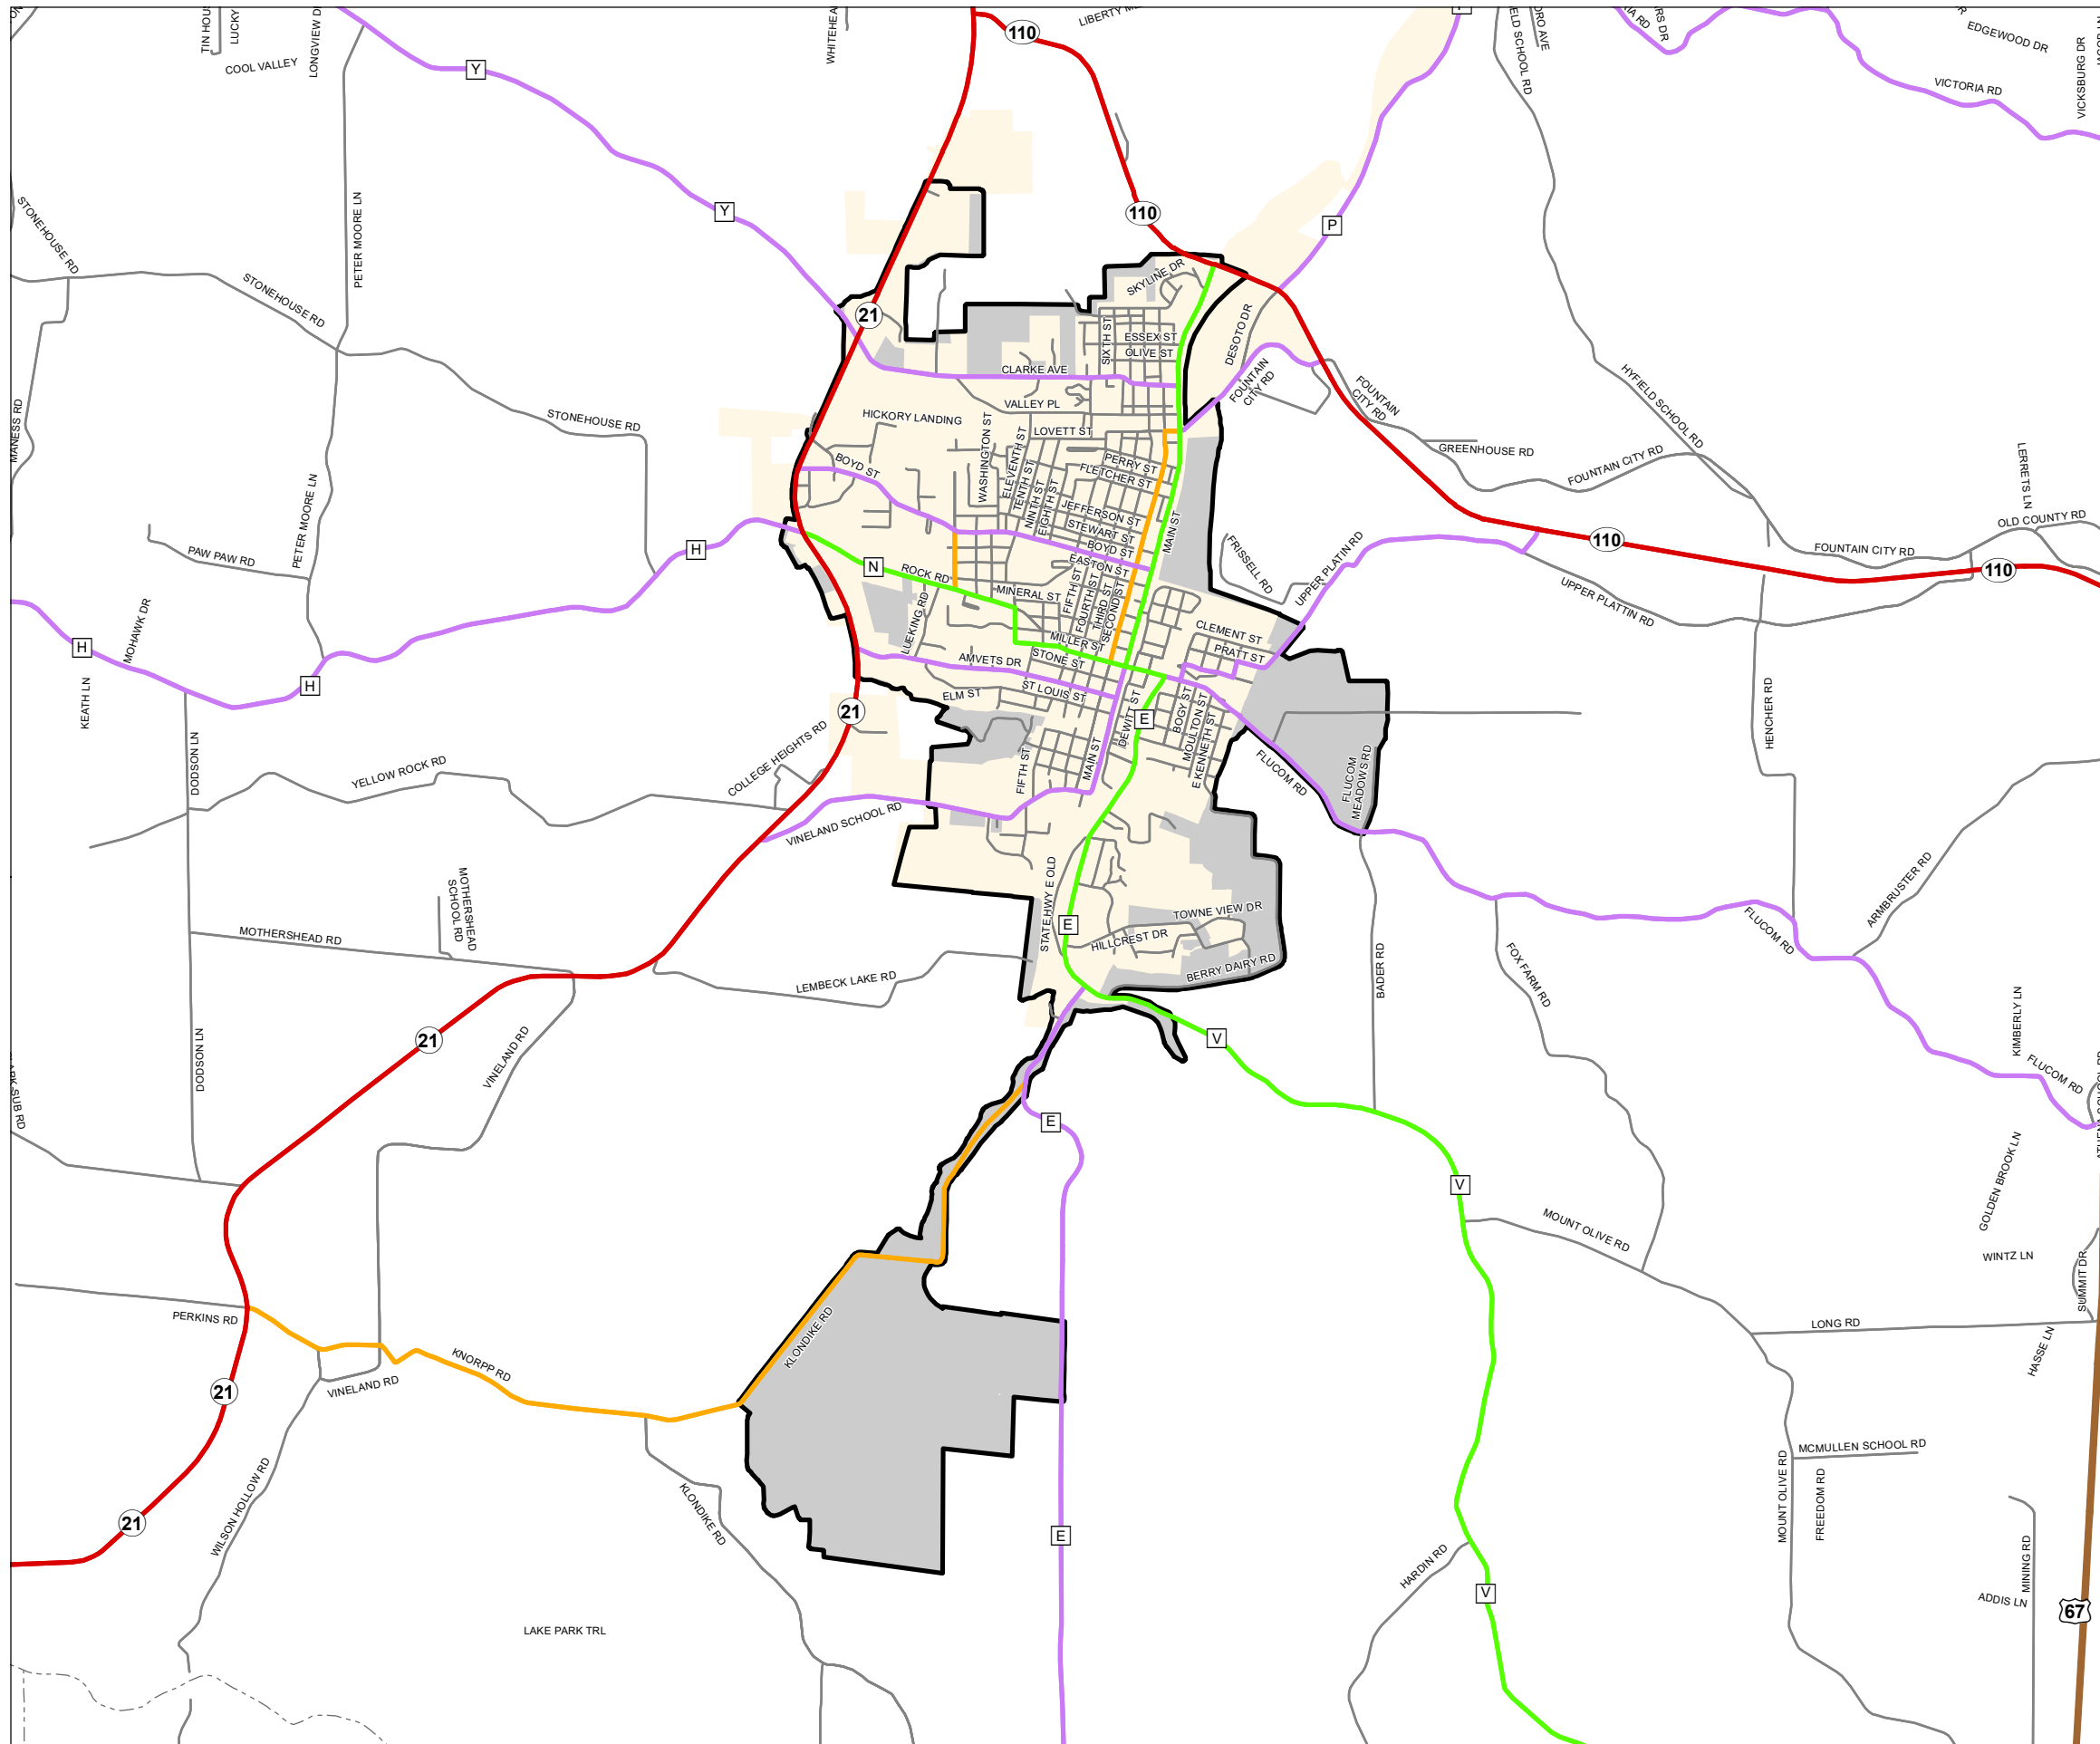 110
COOL VALLEY
EDGEWOOD DR
Y
VICTORIA RD
VICKSBURG DR
STONEHOUSE RD
PETER MOORE LN
Y
110
P
STONEHOUSE RD
SKYLINE DR
21
SIXTH ST
ESSEX ST
OLIVE ST
DESOTO DR
CLARKE AVE
FOUNTAIN
CITY RD
FOUNTAIN
CITY RD
HYFIELD SCHOOL RD
MANESS RD
STONEHOUSE RD
HICKORY LANDING
VALLEY PL
LOVETT ST
WASHINGTON ST
ELEVENTH ST
TENTH ST
NINTH ST
EIGHTH ST
PERRY ST
FLETCHER ST
GREENHOUSE RD
FOUNTAIN CITY RD
LERRETS LN
BOYD ST
JEFFERSON ST
STEWART ST
BOYD ST
EASTON ST
MAIN ST
PETER MOORE LN
OLD COUNTY RD
H
PAW PAW RD
N
ROCK RD
MINERAL ST
FIFTH ST
FOURTH ST
THIRD ST
SECOND ST
FRISSELL RD
UPPER PLATIN RD
110
FOUNTAIN CITY RD
110
UPPER PLATTIN RD
MOHAWK DR
H
LUEKING RD
MILLER ST
CLEMENT ST
PRATT ST
AMVETS DR
STONE ST
H
KEATH LN
ELM ST
ST LOUIS ST
DEWITT ST
E
BOGY ST
MOULTON ST
E KENNETH ST
21
HENCHER RD
DODSON LN
YELLOW ROCK RD
COLLEGE HEIGHTS RD
FIFTH ST
MAIN ST
FLUCOM RD
FLUCOM
MEADOWS RD
VINELAND SCHOOL RD
STATE HWY E OLD
MOTHERSHEAD
SCHOOL RD
ARMBRUSTER RD
MOTHERSHEAD RD
TOWNE VIEW DR
E
HILLCREST DR
FLUCOM RD
BERRY DAIRY RD
LEMBECK LAKE RD
BADER RD
FOX FARM RD
21
V
DODSON LN
VINELAND RD
KIMBERLY LN
FLUCOM RD
E
V
GOLDEN BROOK LN
MOUNT OLIVE RD
WINTZ LN
SUMMIT DR
PERKINS RD
KLONDIKE RD
LONG RD
KNORPP RD
HASSE LN
21
VINELAND RD
MCMULLEN SCHOOL RD
WILSON HOLLOW RD
KLONDIKE RD
MOUNT OLIVE RD
FREEDOM RD
21
E
HARDIN RD
MINING RD
V
ADDIS LN
67
LAKE PARK TRL